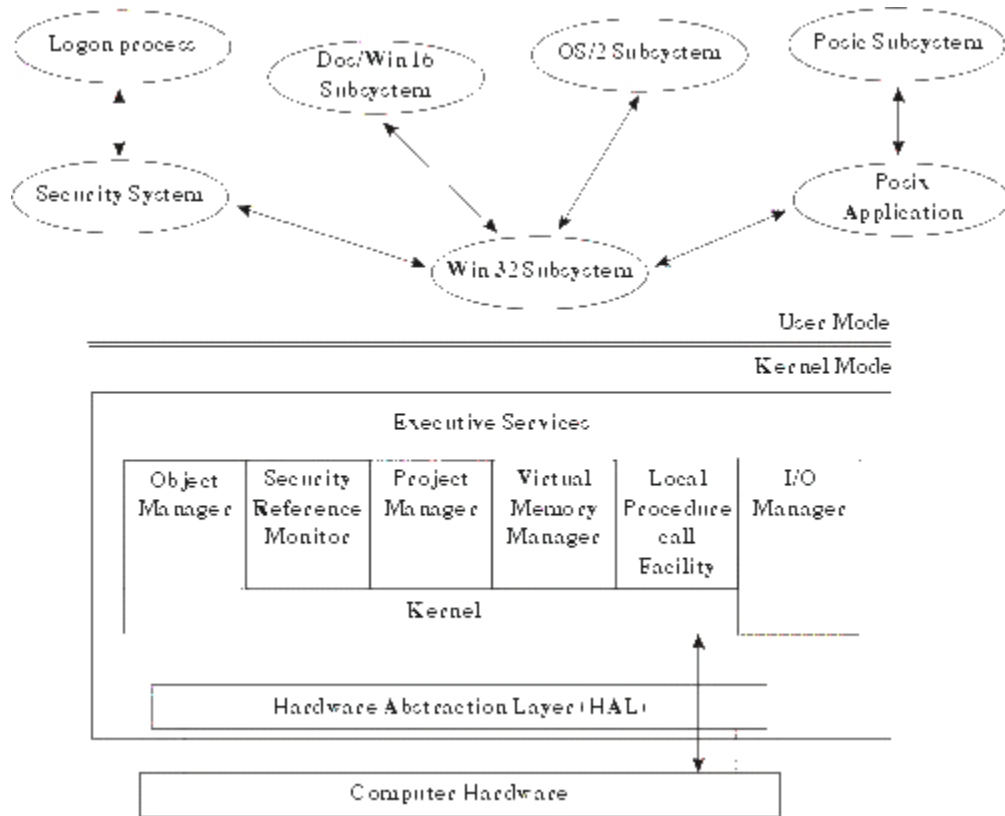 Logon process
Dos/Win 16
Subsystem
OS/2 Subsystem
Posic Subsystem
Security System
Posix
Application
Win 32 Subsystem
User Mode
Kernel Mode
Executive Services
Object
Manager
Security
Reference
Monitor
Project
Manager
Virtual
Memory
Manager
Local
Procedure
call
Facility
I/O
Manager
Kernel
Hardware Abstraction Layer (HAL)
Computer Hardware